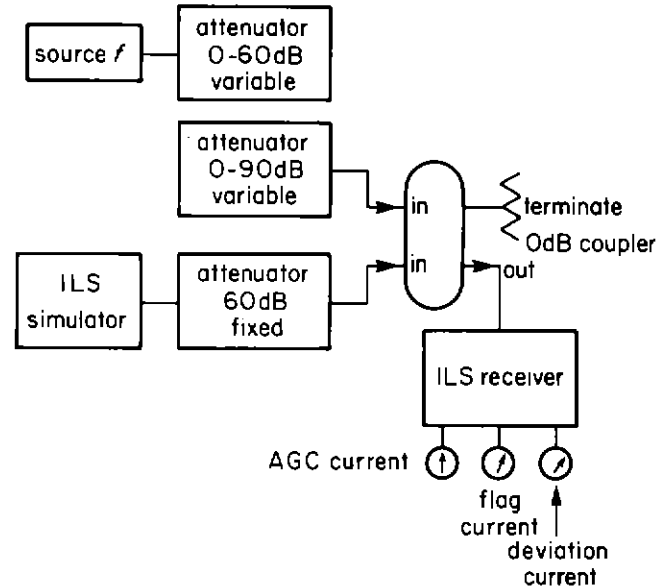 source f
attenuator
0-60dB
variable
attenuator
0-90dB
variable
in
terminate
0dB coupler
in
out
ILS
simulator
attenuator
60dB
fixed
ILS receiver
AGC current
flag
current
deviation
current